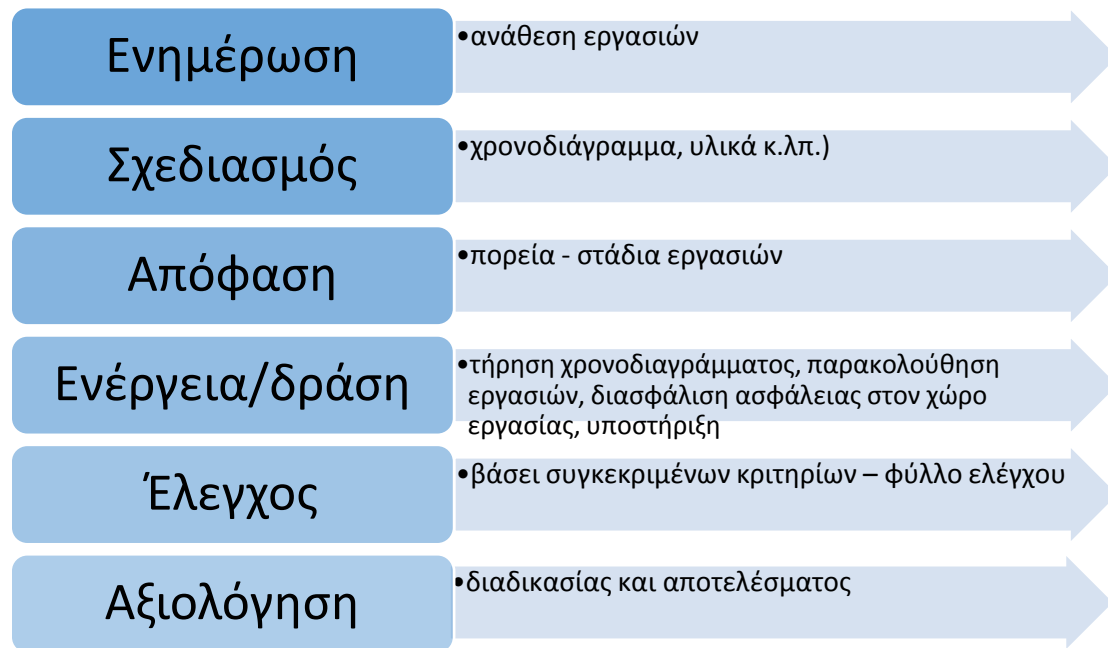 Ενημέρωση
•ανάθεση εργασιών
Σχεδιασμός
•χρονοδιάγραμμα, υλικά κ.λπ.)
Απόφαση
•πορεία - στάδια εργασιών
Ενέργεια/δράση
•τήρηση χρονοδιαγράμματος, παρακολούθηση
εργασιών, διασφάλιση ασφάλειας στον χώρο
εργασίας, υποστήριξη
Έλεγχος
•βάσει συγκεκριμένων κριτηρίων – φύλλο ελέγχου
Αξιολόγηση
•διαδικασίας και αποτελέσματος